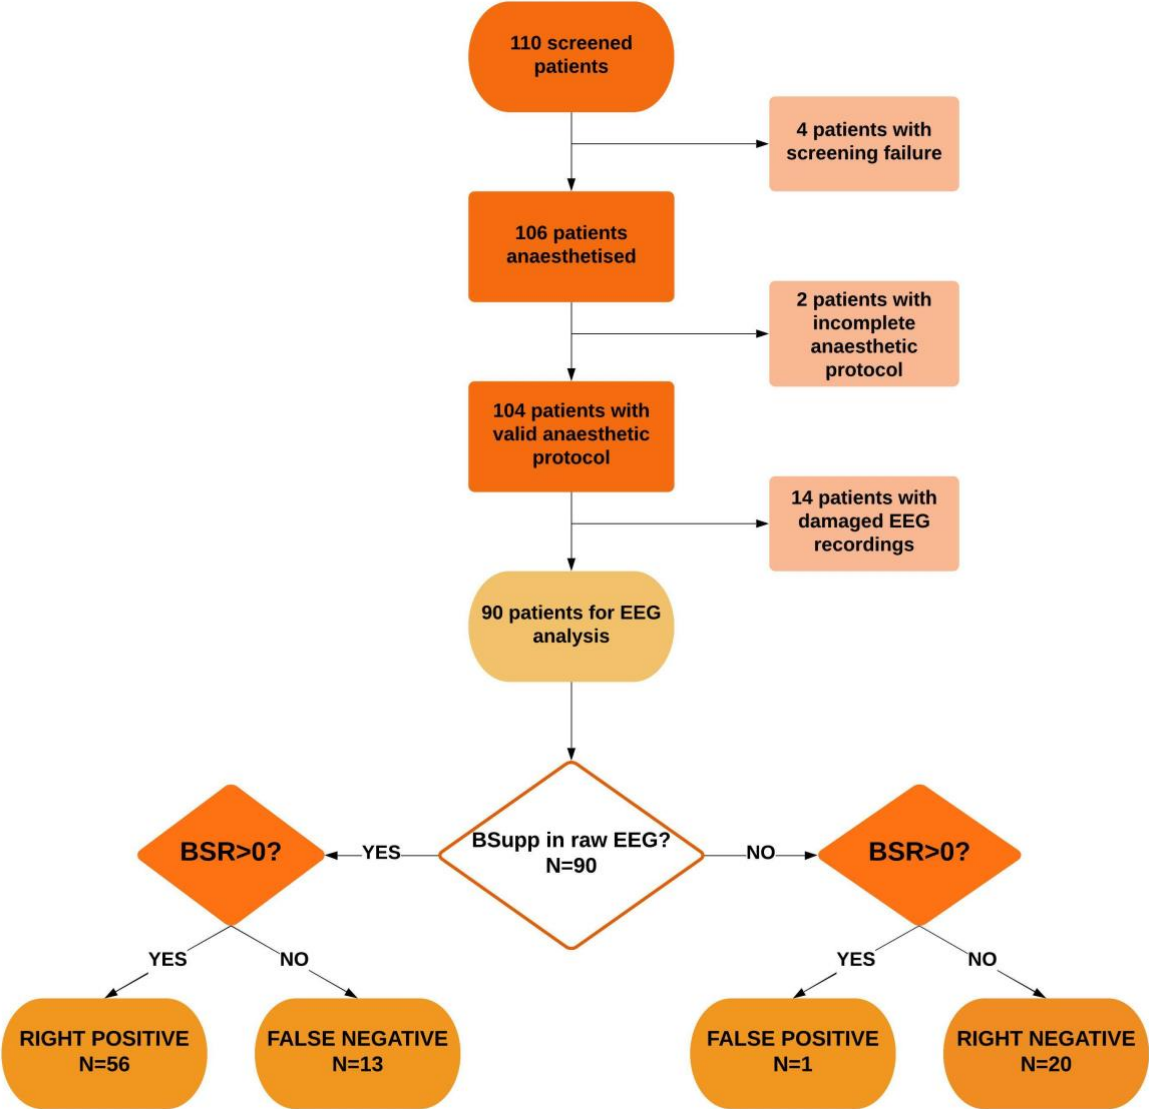 110 screened
patients
4 patients with
screening failure
106 patients
anaesthetised
2 patients with
incomplete
anaesthetic
protocol
104 patients with
valid anaesthetic
protocol
14 patients with
damaged EEG
recordings
90 patients for EEG
analysis
BSR>0?
YES
BSupp in raw EEG?
N=90
NO
BSR>0?
YES
NO
YES
NO
RIGHT POSITIVE
N=56
FALSE NEGATIVE
N=13
FALSE POSITIVE
N=1
RIGHT NEGATIVE
N=20